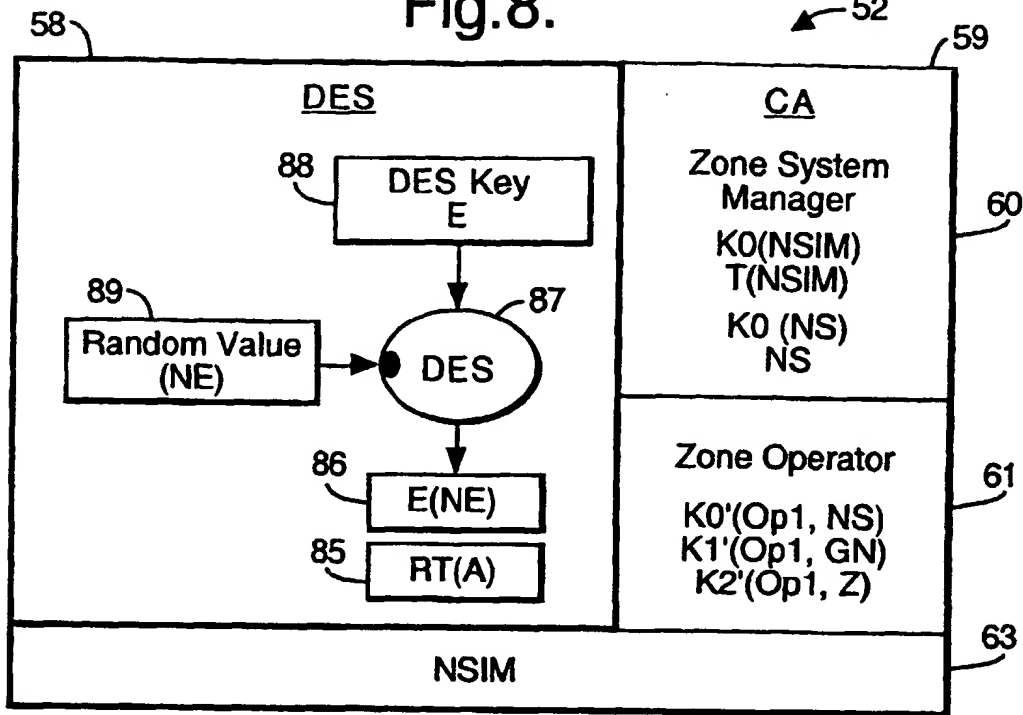 Fig.8.
52
58
59
DES
CA
88
DES Key
E
Zone System
Manager
60
K0(NSIM)
T(NSIM)
89
87
Random Value
(NE)
DES
K0 (NS)
NS
Zone Operator
86
E(NE)
61
K0'(Op1, NS)
K1'(Op1, GN)
K2'(Op1, Z)
85
RT(A)
63
NSIM